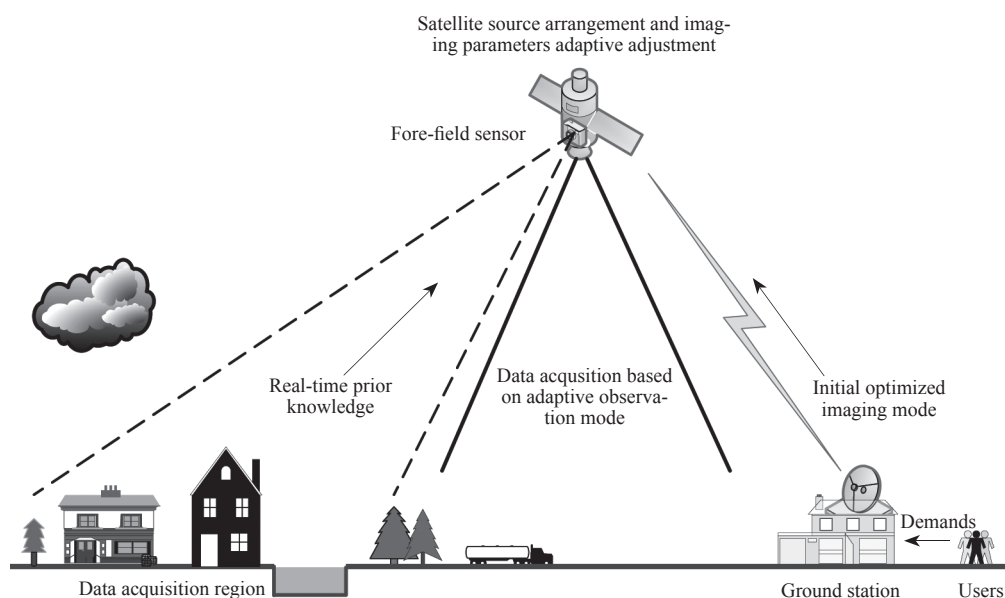 Satellite source arrangement and imag-
ing parameters adaptive adjustment
Fore-field sensor
Real-time prior
knowledge
Data acqusition based
on adaptive observa-
tion mode
Initial optimized
imaging mode
Demands
Data acquisition region
Ground station
Users